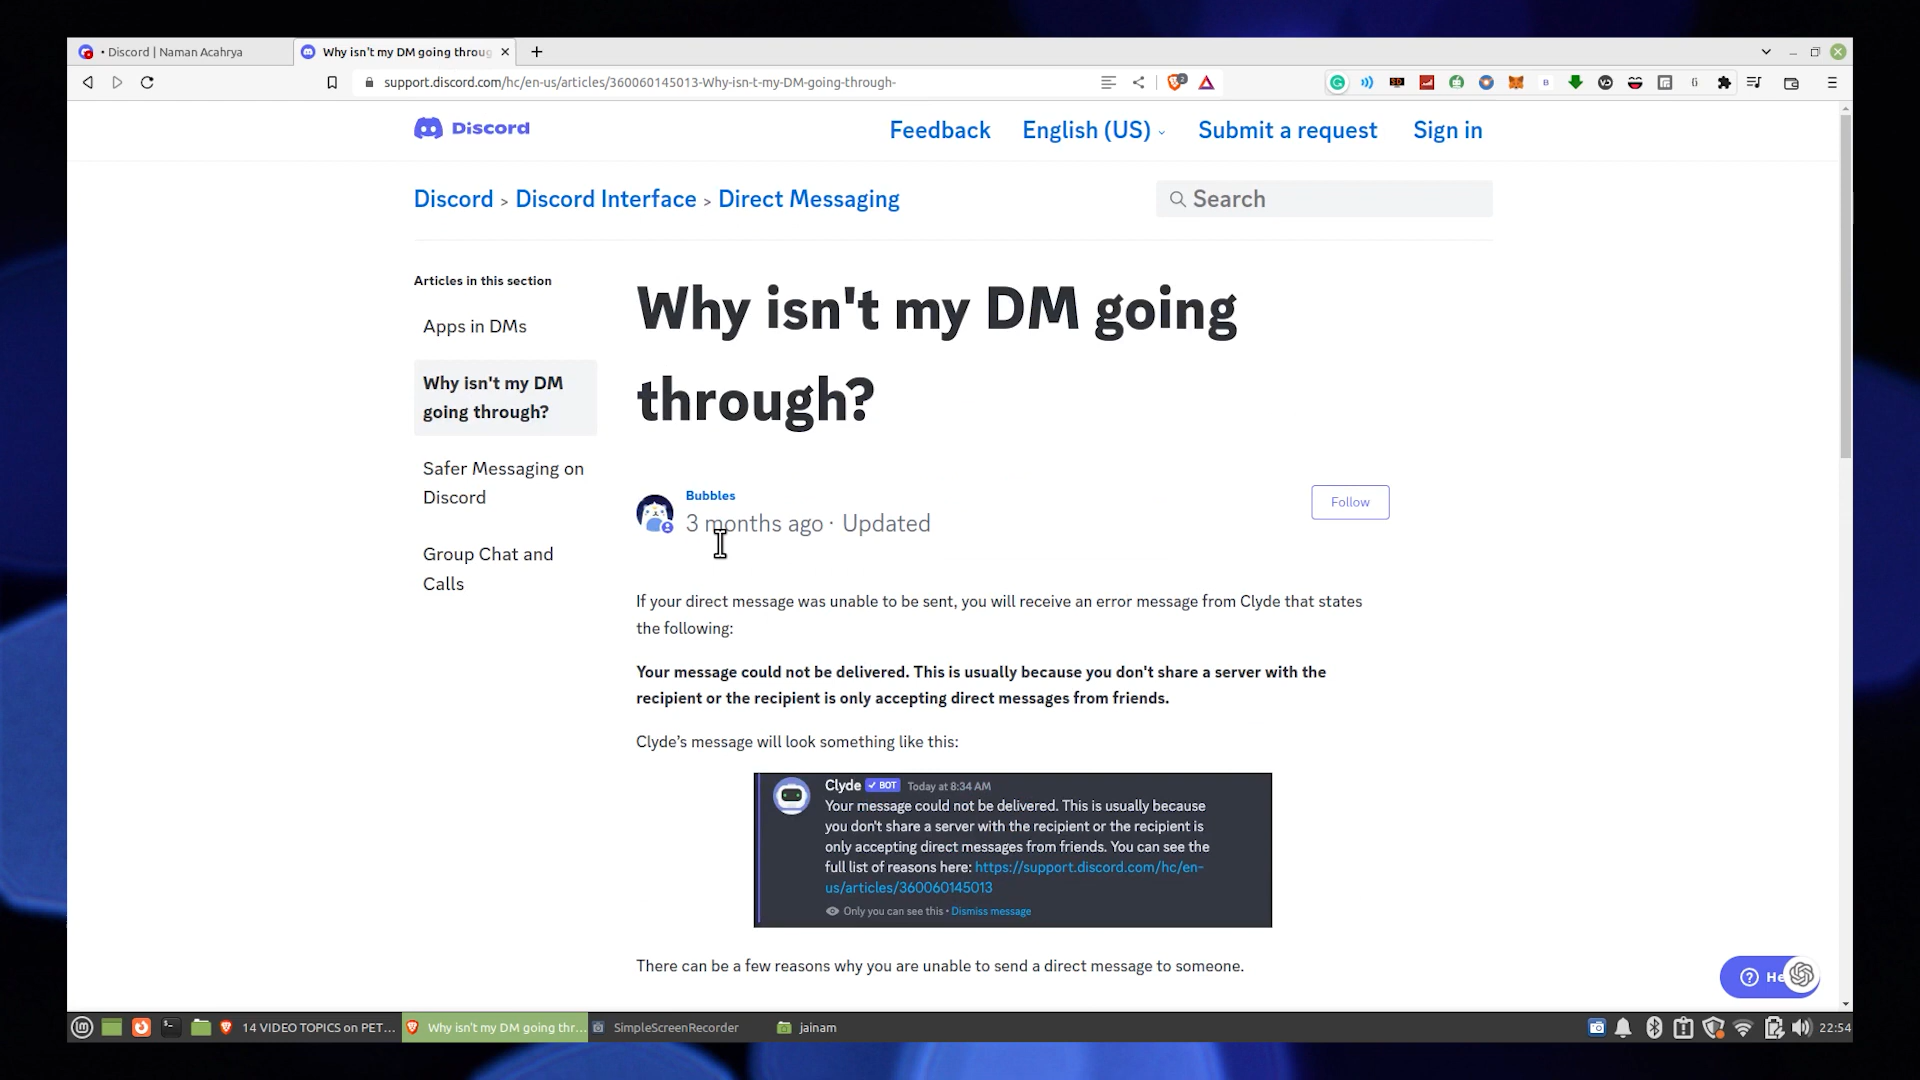 • Discord | Naman Acahrya
Why isn't my DM going throug
support.discord.com/hc/en-us/articles/360060145013-Why-isn-t-my-DM-going-through-
Discord
Feedback
English (US)
Submit a request
Sign in
Discord > Discord Interface > Direct Messaging
Search
Articles in this section
Apps in DMs
Why isn't my DM
going through?
Safer Messaging on
Discord
Group Chat and
Calls
Why isn't my DM going
through?
Bubbles
3 months ago · Updated
Follow
If your direct message was unable to be sent, you will receive an error message from Clyde that states
the following:
Your message could not be delivered. This is usually because you don't share a server with the
recipient or the recipient is only accepting direct messages from friends.
Clyde’s message will look something like this:
Clyde ✓ BOT Today at 8:34 AM
Your message could not be delivered. This is usually because
you don't share a server with the recipient or the recipient is
only accepting direct messages from friends. You can see the
full list of reasons here: https://support.discord.com/hc/en-
us/articles/360060145013
Only you can see this • Dismiss message
There can be a few reasons why you are unable to send a direct message to someone.
He
14 VIDEO TOPICS on PET...
Why isn't my DM going thr...
SimpleScreenRecorder
jainam
22:54